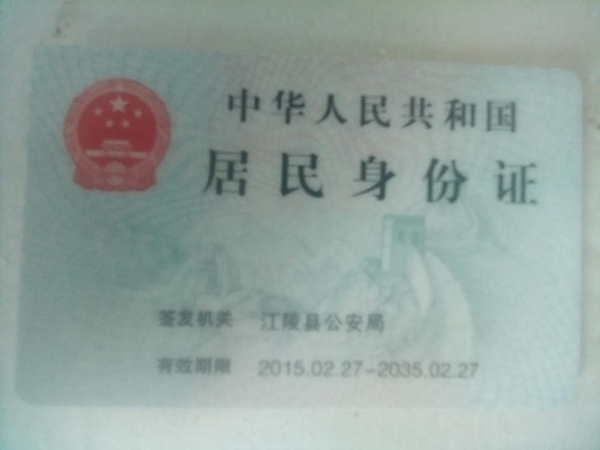 中华人民共和国
居民身份证
签发机关 江陵县公安局
有效期限 2015.02.27-2035.02.27